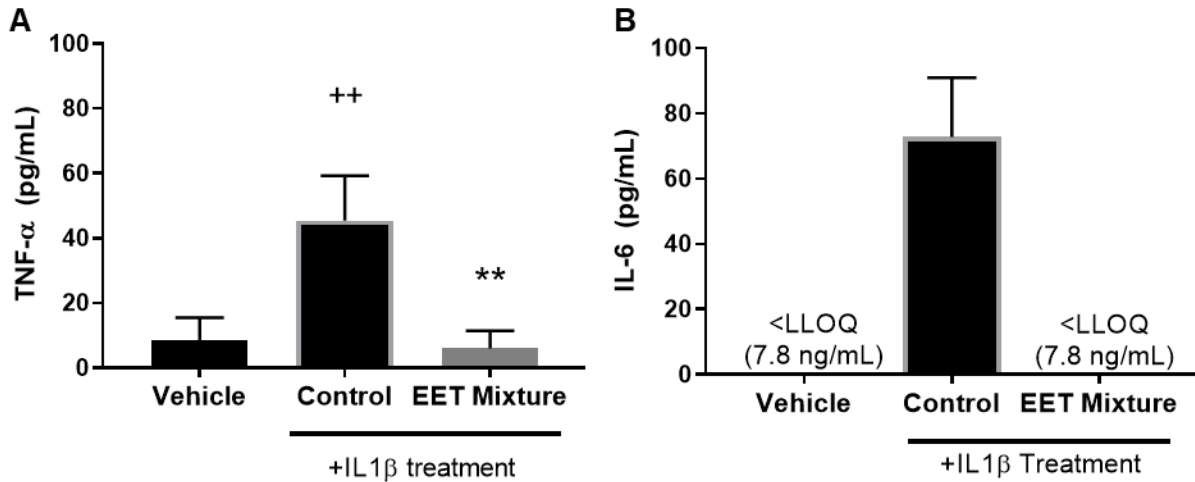 A
TNF-α (pg/mL)
100
80
60
40
20
0
++
**
Vehicle Control EET Mixture
+IL1β treatment
B
IL-6 (pg/mL)
100
80
60
40
20
0
<LLOQ
(7.8 ng/mL)
<LLOQ
(7.8 ng/mL)
Vehicle Control EET Mixture
+IL1β Treatment